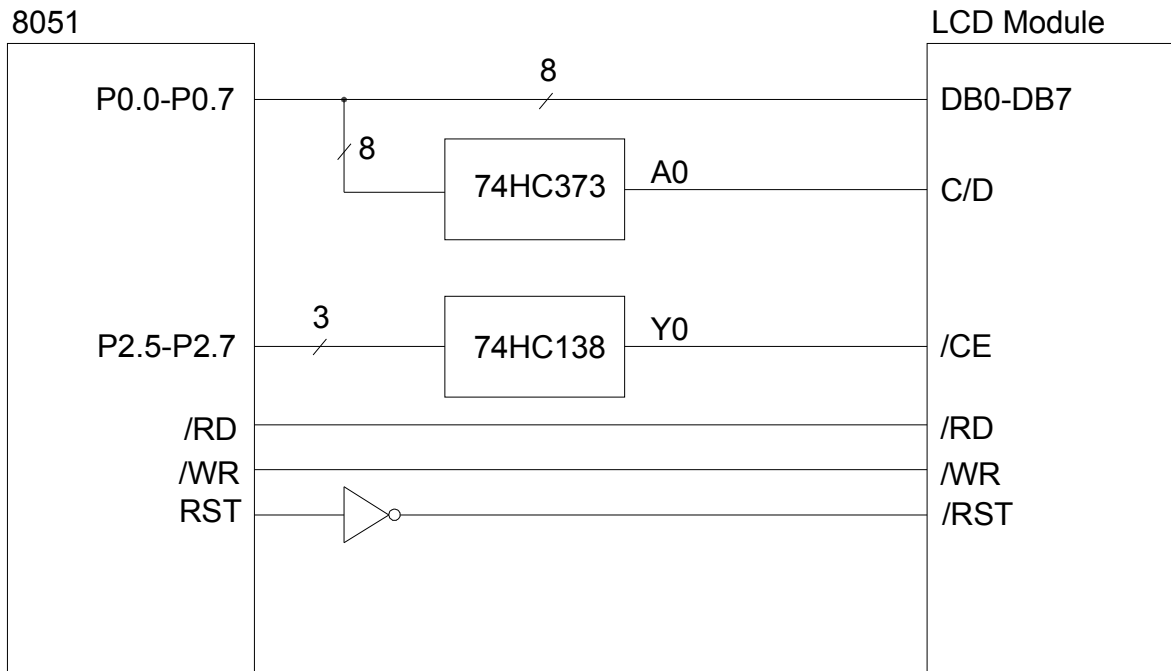 8051
LCD Module
P0.0-P0.7
8
DB0-DB7
8
74HC373
A0
C/D
P2.5-P2.7
3
74HC138
Y0
/CE
/RD
/RD
/WR
/WR
RST
/RST